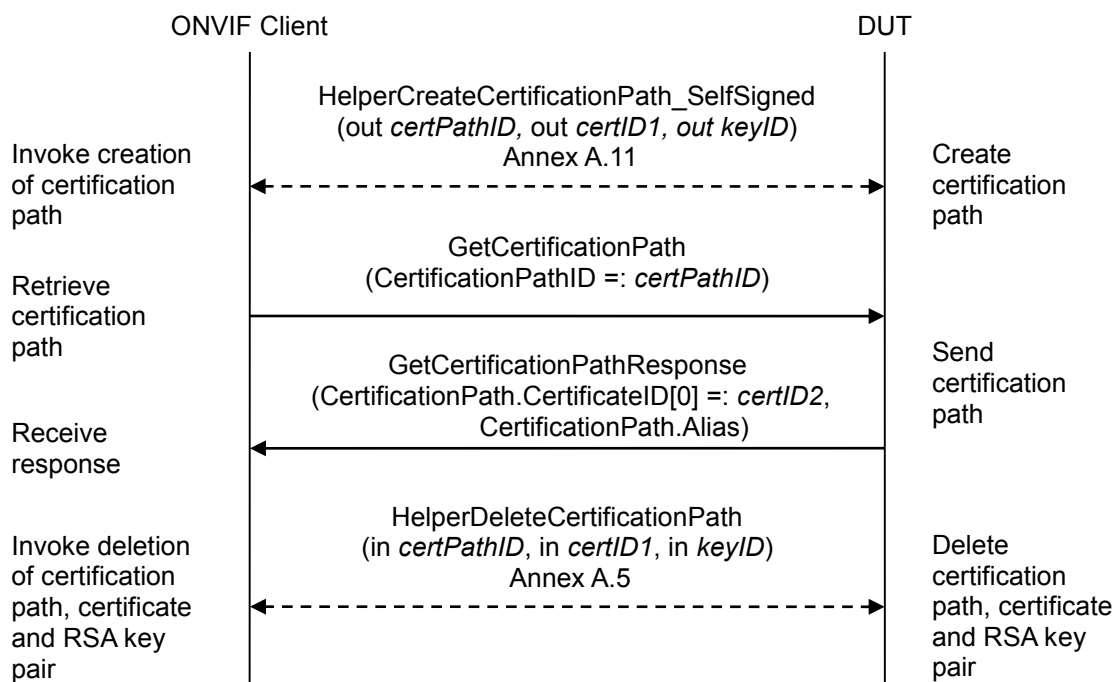 ONVIF Client
DUT
HelperCreateCertificationPath_SelfSigned
(out certPathID, out certID1, out keyID)
Annex A.11
Invoke creation
of certification
path
Create
certification
path
GetCertificationPath
(CertificationPathID =: certPathID)
Retrieve
certification
path
GetCertificationPathResponse
(CertificationPath.CertificateID[0] =: certID2,
CertificationPath.Alias)
Send
certification
path
Receive
response
HelperDeleteCertificationPath
(in certPathID, in certID1, in keyID)
Annex A.5
Invoke deletion
of certification
path, certificate
and RSA key
pair
Delete
certification
path, certificate
and RSA key
pair